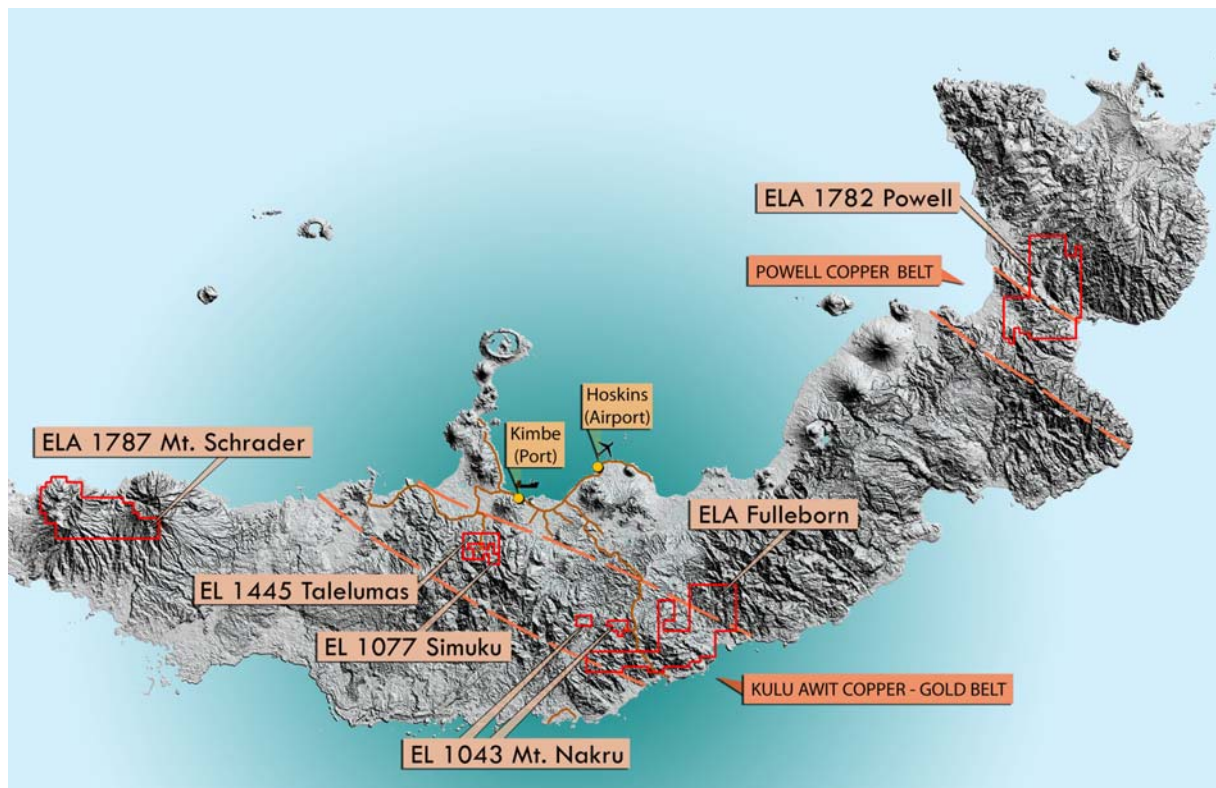 ELA 1782 Powell
POWELL COPPER BELT
Hoskins
(Airport)
Kimbe
(Port)
ELA 1787 Mt. Schrader
ELA Fulleborn
EL 1445 Talelumas
EL 1077 Simuku
KULU AWIT COPPER - GOLD BELT
EL 1043 Mt. Nakru